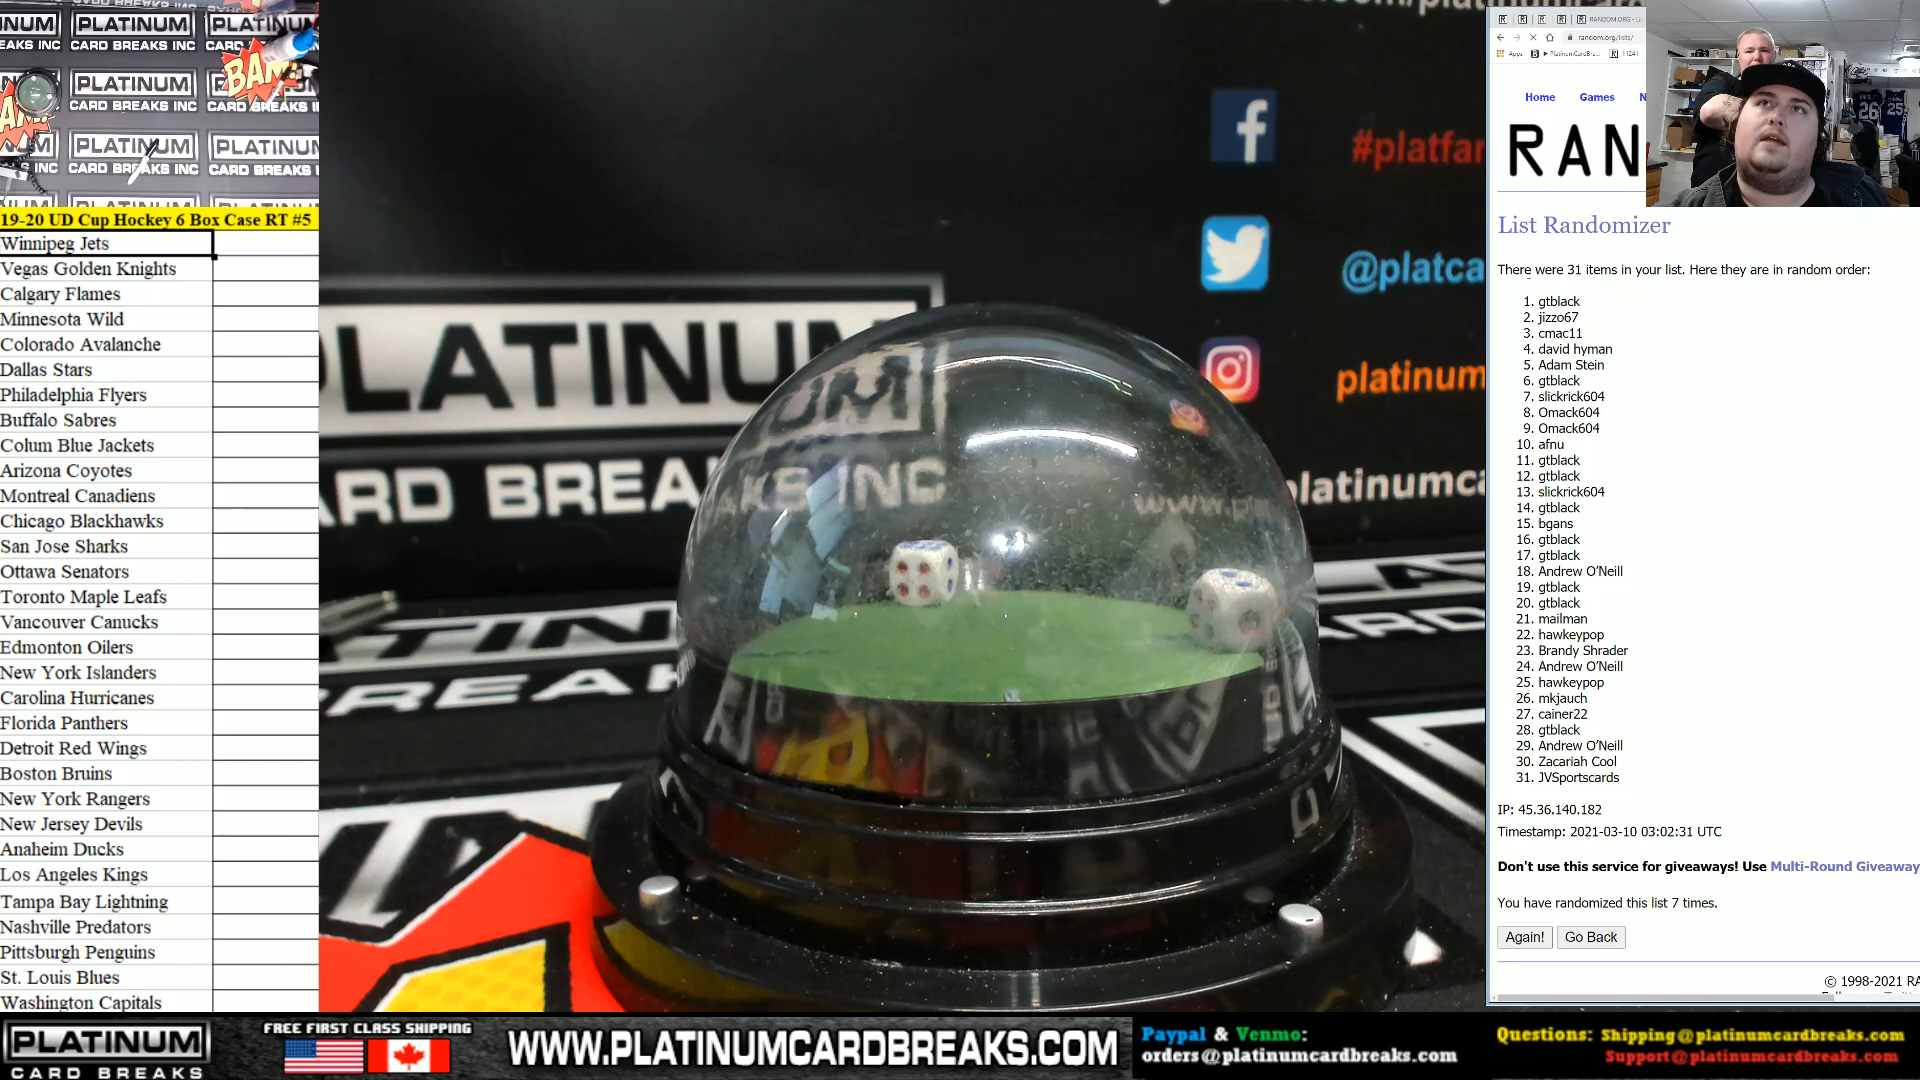 PLATINUM
CARD BREAKS INC
BAM!
19-20 UD Cup Hockey 6 Box Case RT #5
Winnipeg Jets
Vegas Golden Knights
Calgary Flames
Minnesota Wild
Colorado Avalanche
Dallas Stars
Philadelphia Flyers
Buffalo Sabres
Colum Blue Jackets
Arizona Coyotes
Montreal Canadiens
Chicago Blackhawks
San Jose Sharks
Ottawa Senators
Toronto Maple Leafs
Vancouver Canucks
Edmonton Oilers
New York Islanders
Carolina Hurricanes
Florida Panthers
Detroit Red Wings
Boston Bruins
New York Rangers
New Jersey Devils
Anaheim Ducks
Los Angeles Kings
Tampa Bay Lightning
Nashville Predators
Pittsburgh Penguins
St. Louis Blues
Washington Capitals
#platfa
@platca
platinum
platinumc
RANDOM.ORG
random.org/lists/
Apps
PlatinumCardBre...
11241
Home Games N
RAN
List Randomizer
There were 31 items in your list. Here they are in random order:
1. gtblack
2. jizzo67
3. cmac11
4. david hyman
5. Adam Stein
6. gtblack
7. slickrick604
8. Omack604
9. Omack604
10. afnu
11. gtblack
12. gtblack
13. slickrick604
14. gtblack
15. bgans
16. gtblack
17. gtblack
18. Andrew O'Neill
19. gtblack
20. gtblack
21. mailman
22. hawkeypop
23. Brandy Shrader
24. Andrew O'Neill
25. hawkeypop
26. mkjauch
27. cainer22
28. gtblack
29. Andrew O'Neill
30. Zacariah Cool
31. JVSportscards
IP: 45.36.140.182
Timestamp: 2021-03-10 03:02:31 UTC
Don't use this service for giveaways! Use Multi-Round Giveaway
You have randomized this list 7 times.
Again! Go Back
© 1998-2021 RA
PLATINUM
CARD BREAKS
FREE FIRST CLASS SHIPPING
WWW.PLATINUMCARDBREAKS.COM
Paypal & Venmo:
orders@platinumcardbreaks.com
Questions: Shipping@platinumcardbreaks.com
Support@platinumcardbreaks.com